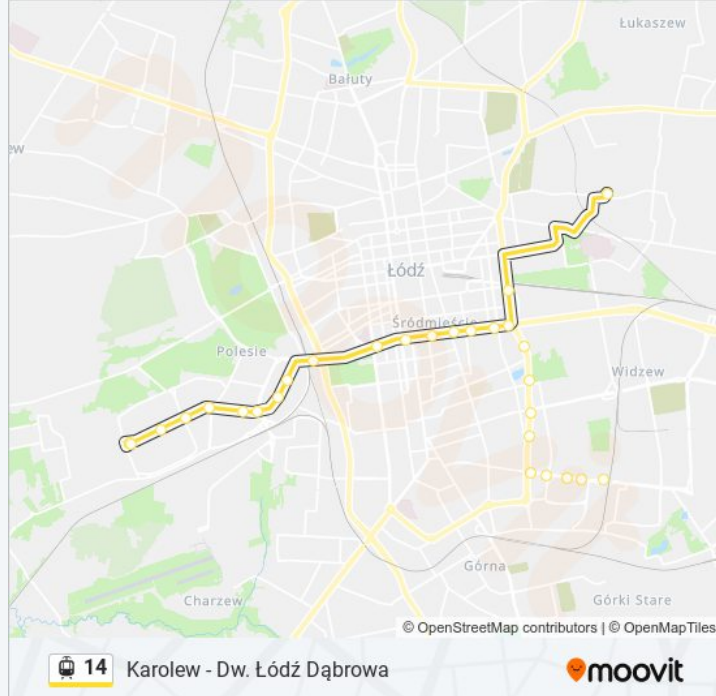 Łukaszew
Bałuty
ew
Łódź
Śródmieście
Polesie
Widzew
Górna
Charzew
Górki Stare
© OpenStreetMap contributors | © OpenMapTiles
14 Karolew - Dw. Łódź Dąbrowa
moovit